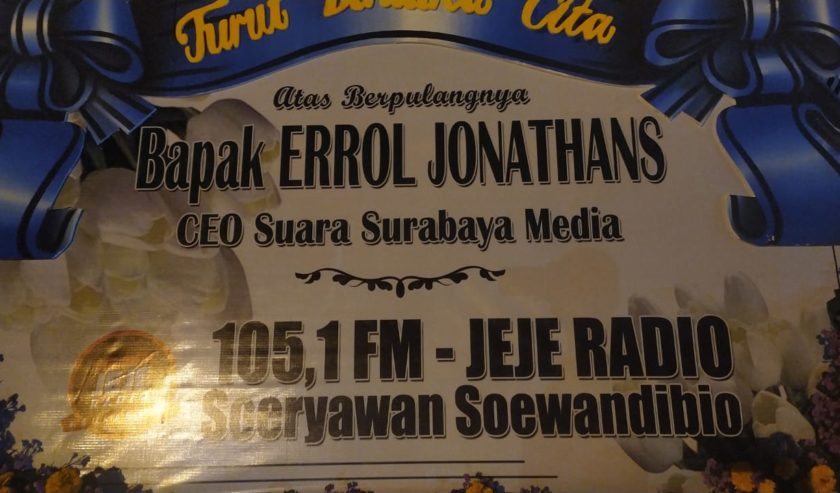 Turut Berduka Cita
Atas Berpulangnya
Bapak ERROL JONATHANS
CEO Suara Surabaya Media
105,1 FM - JEJE RADIO
Soeryawan Soewandibio